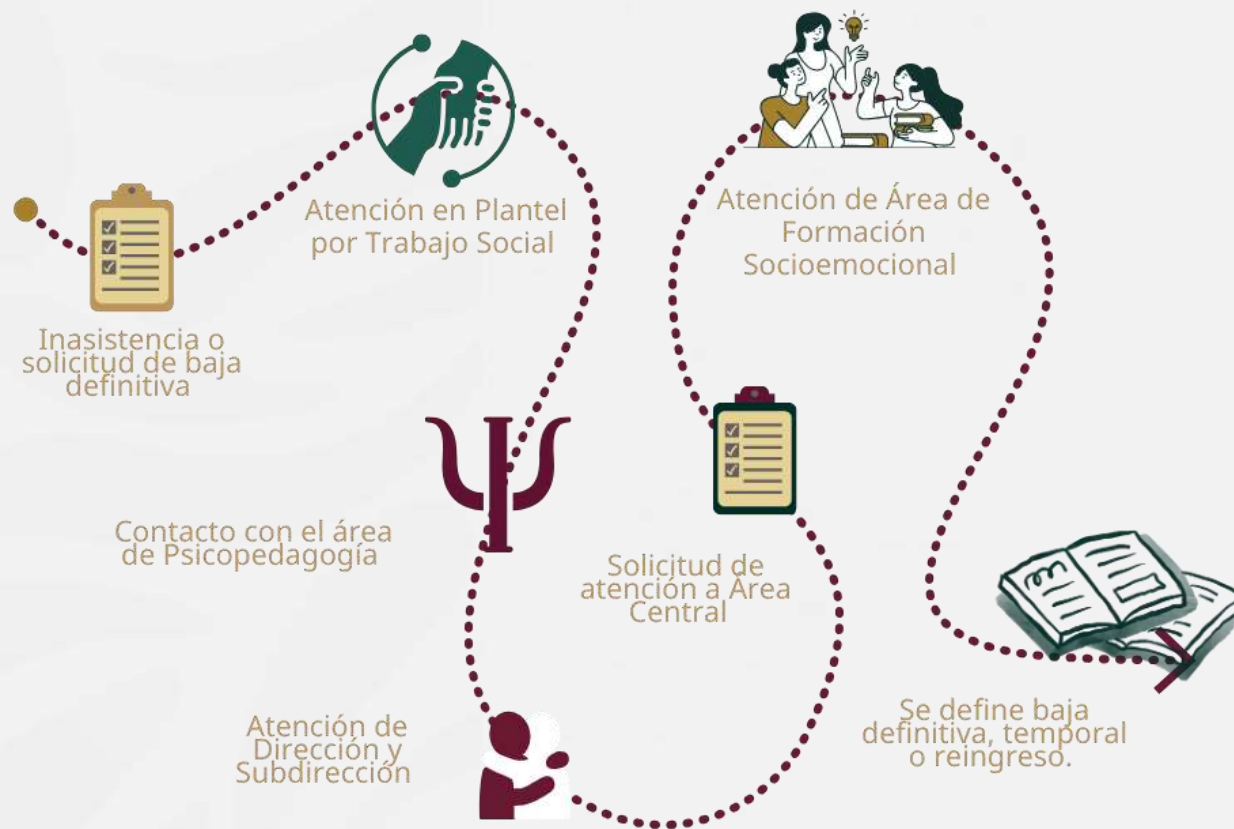 Inasistencia o
solicitud de baja
definitiva
Atención en Plantel
por Trabajo Social
Contacto con el área
de Psicopedagogía
Atención de
Dirección y
Subdirección
Solicitud de
atención a Área
Central
Atención de Área de
Formación
Socioemocional
Se define baja
definitiva, temporal
o reingreso.